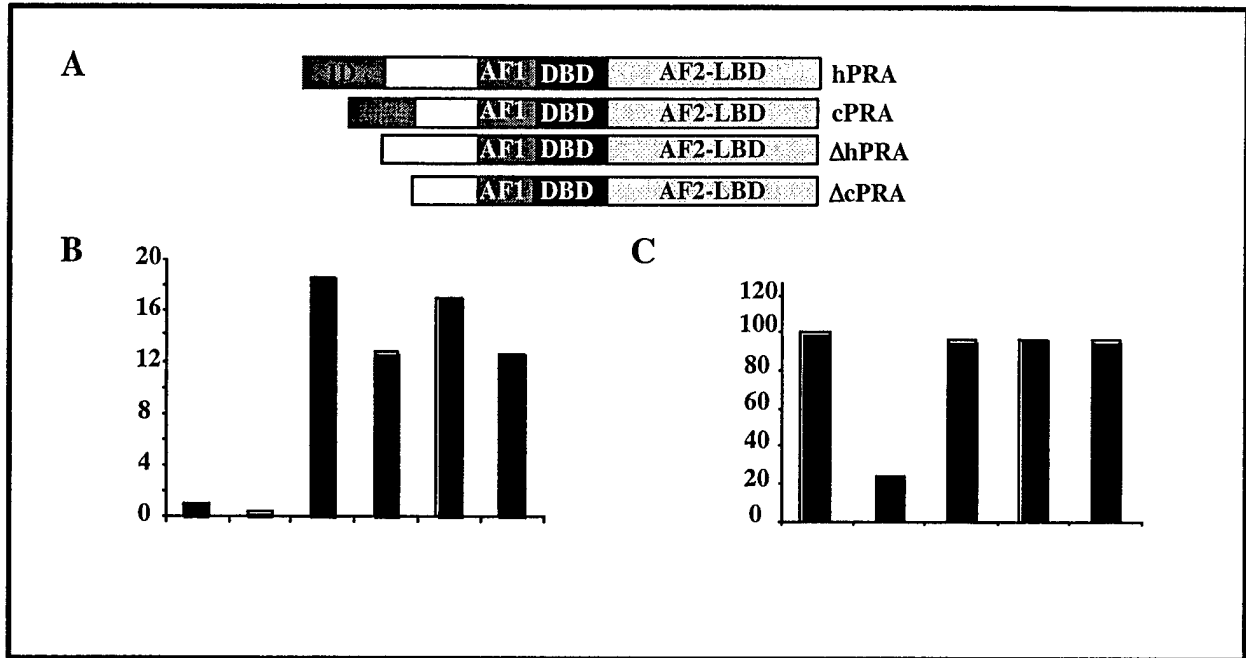 A
ID AF1 DBD AF2-LBD hPRA
AF1 DBD AF2-LBD cPRA
AF1 DBD AF2-LBD ΔhPRA
AF1 DBD AF2-LBD ΔcPRA
B
20
16
12
8
4
0
C
120
100
80
60
40
20
0